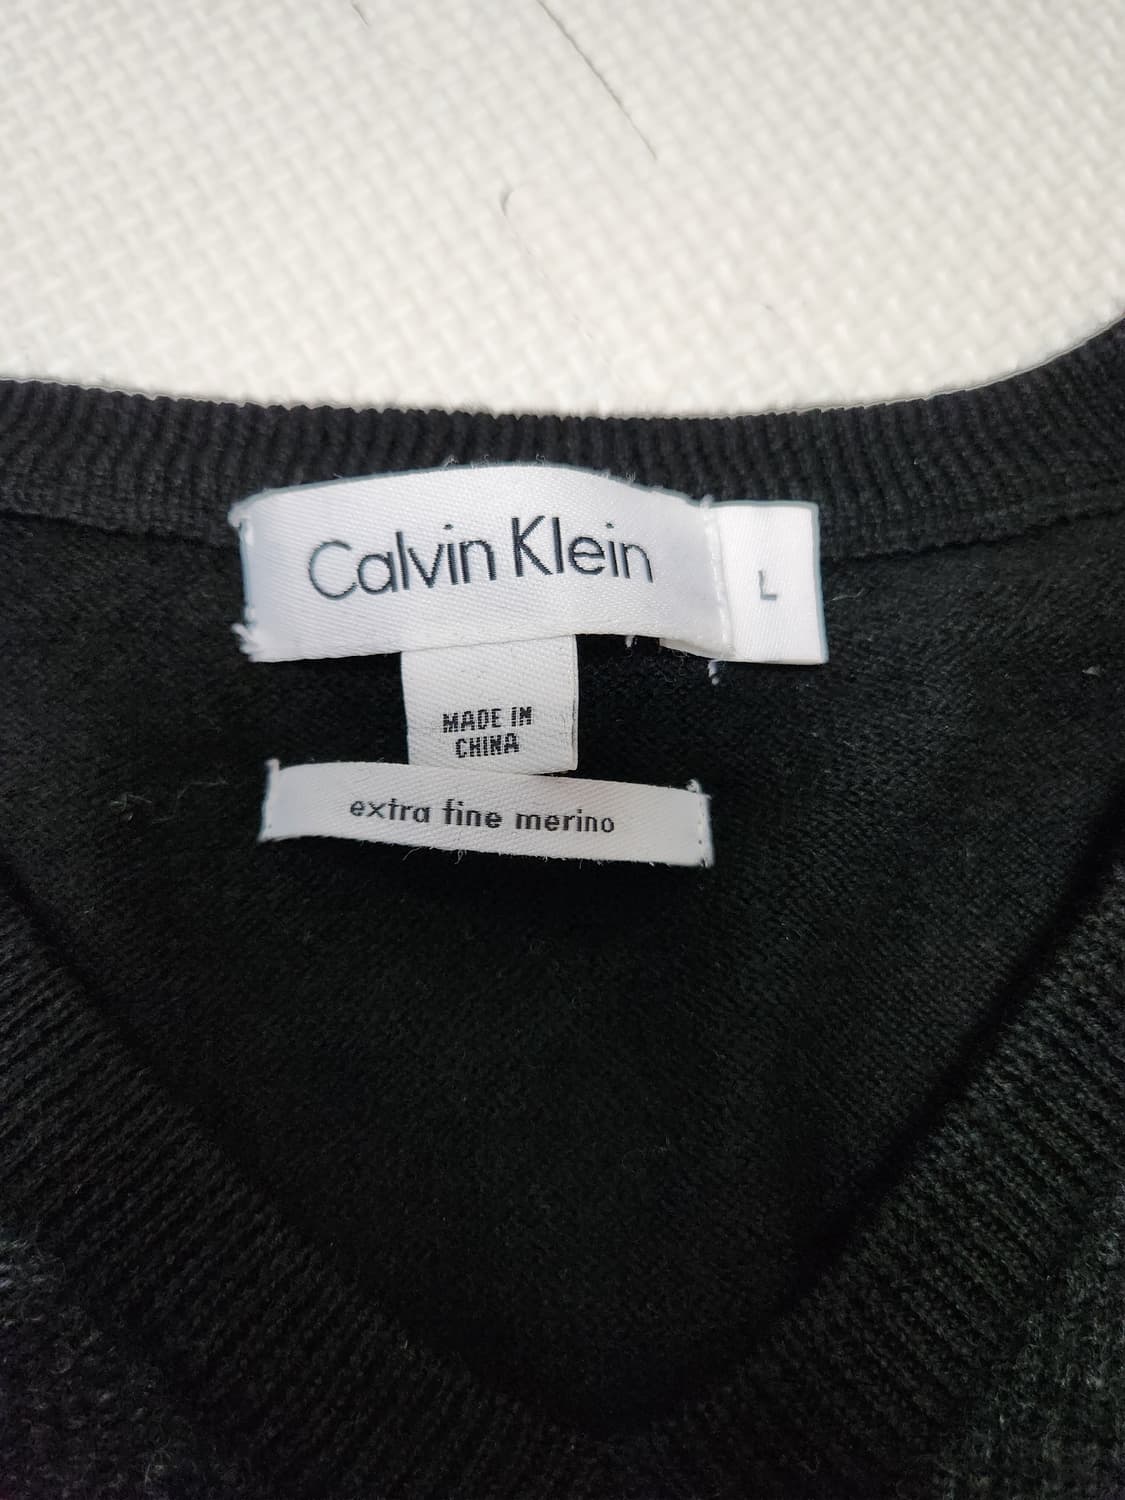 Calvin Klein
L
MADE IN
CHINA
extra fine merino